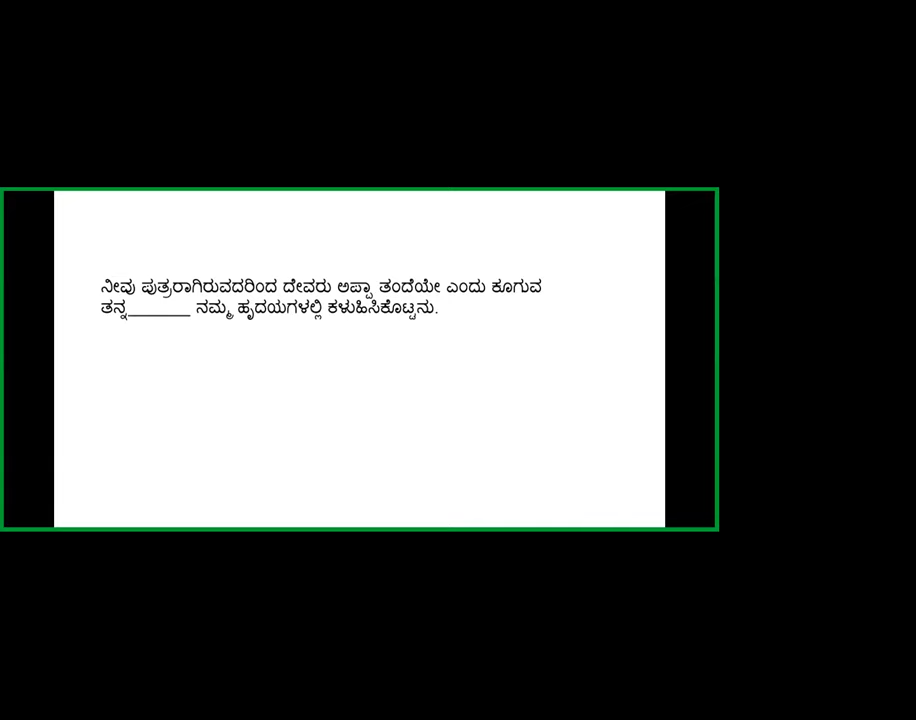 ನೀವು ಪುತ್ರರಾಗಿರುವದರಿಂದ ದೇವರು ಅಪ್ಪಾ ತಂದೆಯೇ ಎಂದು ಕೂಗುವ
ತನ್ನ_______ ನಮ್ಮ ಹೃದಯಗಳಲ್ಲಿ ಕಳುಹಿಸಿಕೊಟ್ಟನು.